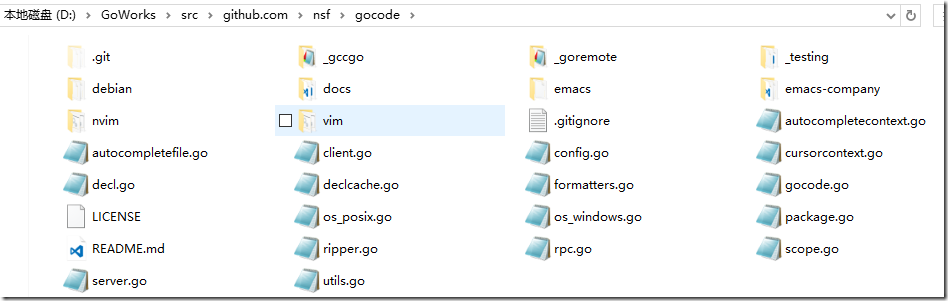 本地磁盘 (D:) > GoWorks > src > github.com > nsf > gocode >
.git _gccgo _goremote _testing
debian docs emacs emacs-company
nvim vim .gitignore autocompletecontext.go
autocompletefile.go client.go config.go cursorcontext.go
decl.go declcache.go formatters.go gocode.go
LICENSE os_posix.go os_windows.go package.go
README.md ripper.go rpc.go scope.go
server.go utils.go